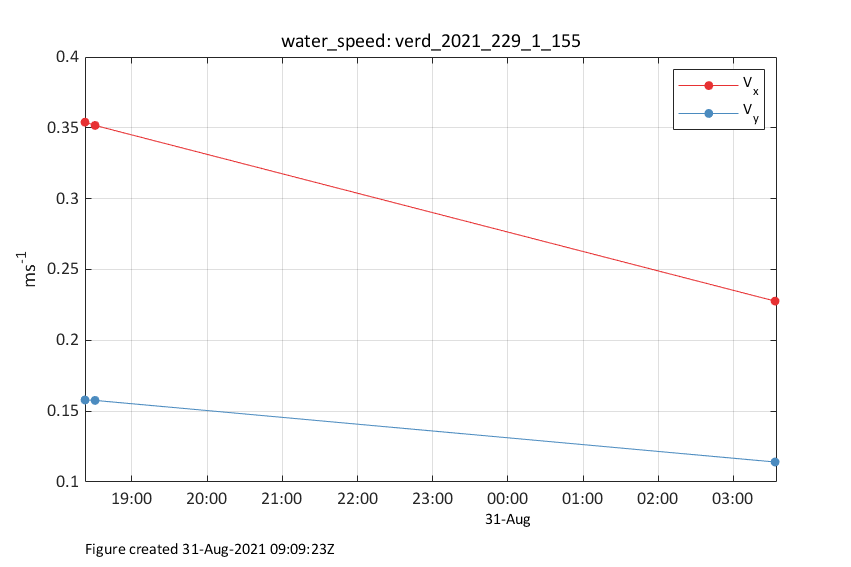 water_speed: verd_2021_229_1_155
0.4
0.35
0.3
0.25
0.2
0.15
0.1
ms-1
Vx
Vy
19:00 20:00 21:00 22:00 23:00 00:00 01:00 02:00 03:00
31-Aug
Figure created 31-Aug-2021 09:09:23Z